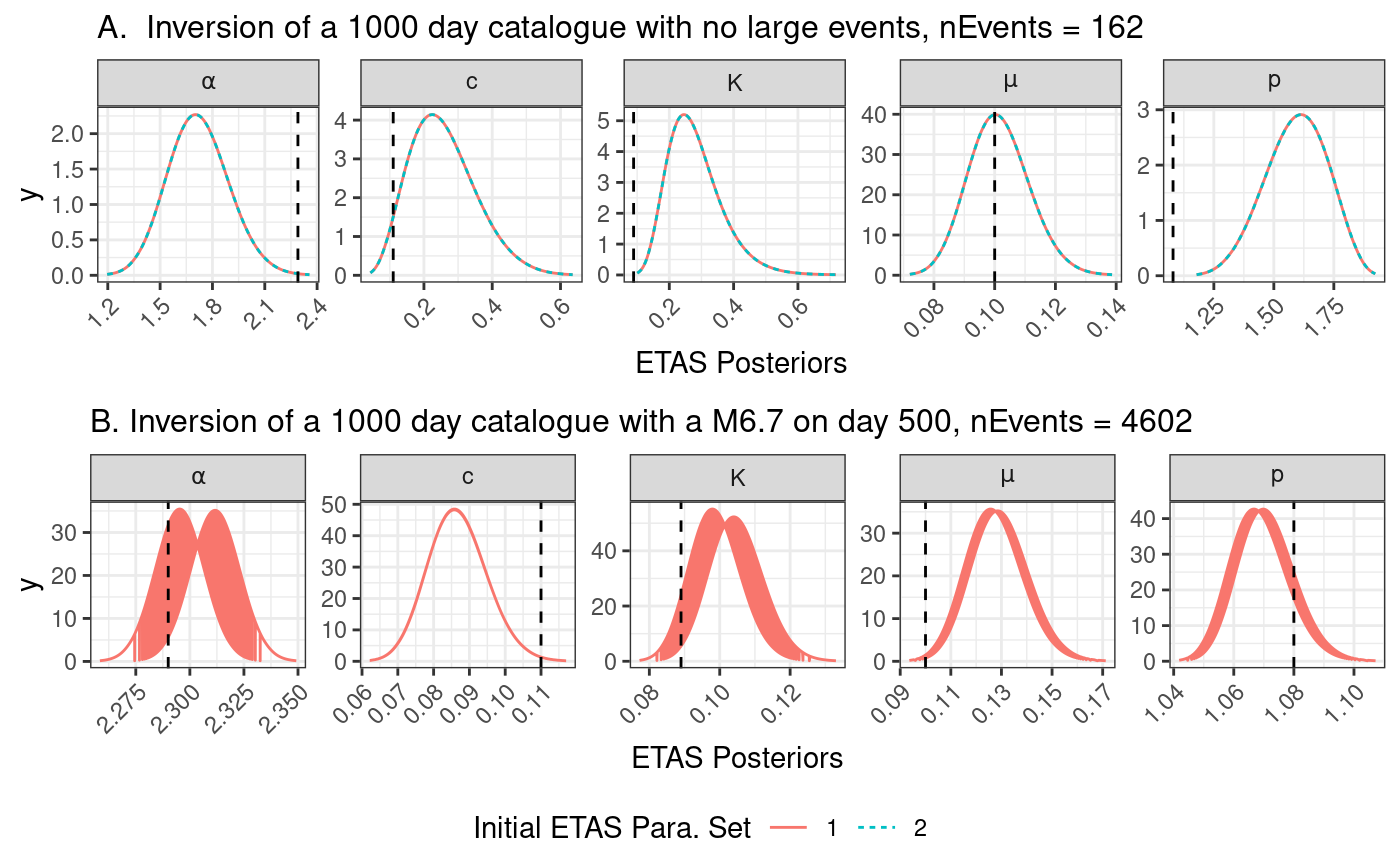 A.  Inversion of a 1000 day catalogue with no large events, nEvents = 162
α c K μ p
y
2.0 1.5 1.0 0.5 0.0
4 3 2 1 0
5 4 3 2 1 0
40 30 20 10 0
3 2 1 0
1.2 1.5 1.8 2.1 2.4
0.2 0.4 0.6
0.2 0.4 0.6
0.08 0.10 0.12 0.14
1.25 1.50 1.75
ETAS Posteriors
B. Inversion of a 1000 day catalogue with a M6.7 on day 500, nEvents = 4602
α c K μ p
y
30 20 10 0
50 40 30 20 10 0
40 20 0
30 20 10 0
40 30 20 10 0
2.275 2.300 2.325 2.350
0.06 0.07 0.08 0.09 0.10 0.11
0.08 0.10 0.12
0.09 0.11 0.13 0.15 0.17
1.04 1.06 1.08 1.10
ETAS Posteriors
Initial ETAS Para. Set 1 2